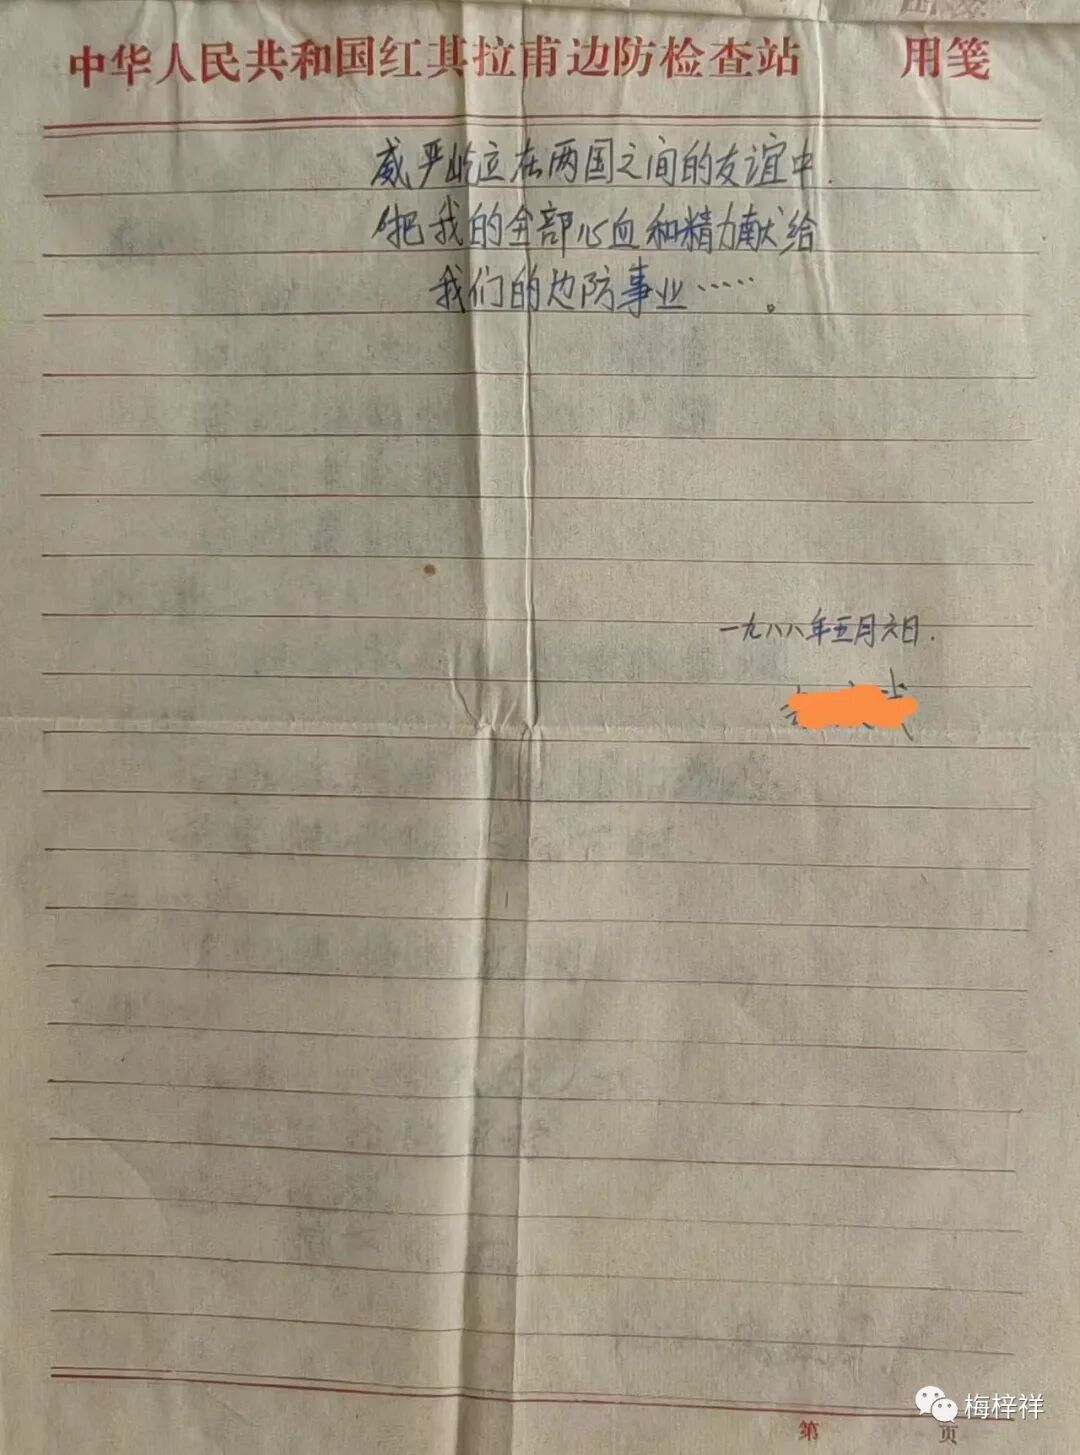 中华人民共和国红其拉甫边防检查站 用笺
威严屹立在两国之间的友谊中.
把我的全部心血和精力献给
我们的边防事业……。
一九八八年五月六日.
第 页
梅梓祥